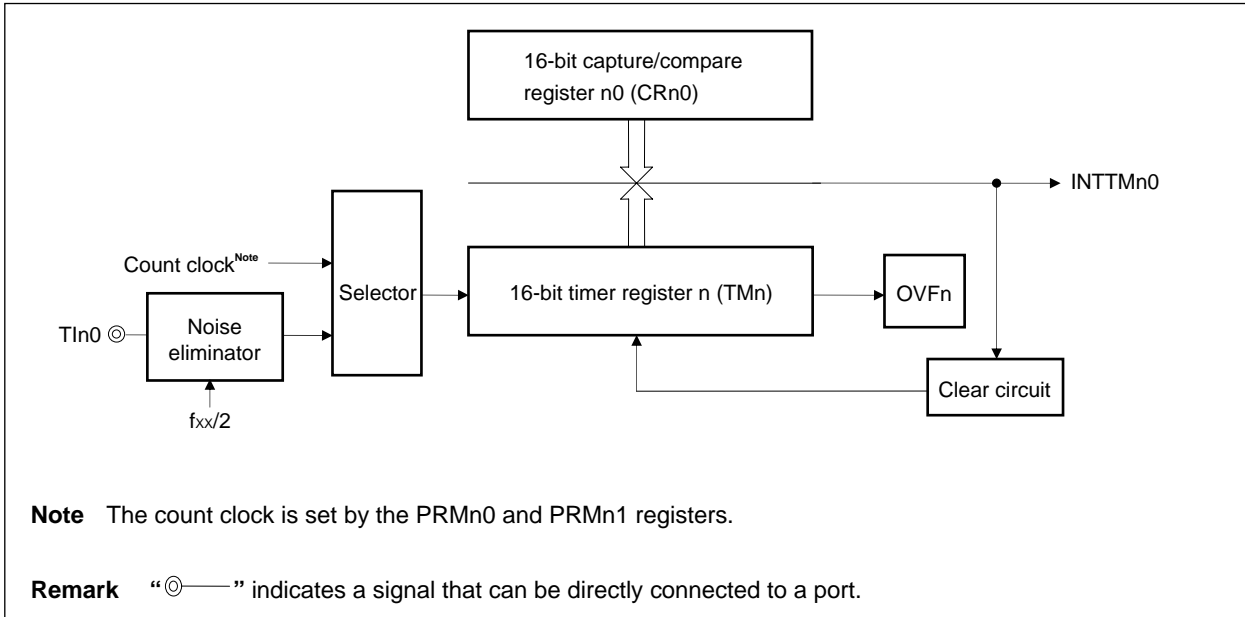 16-bit capture/compare
register n0 (CRn0)
INTTMn0
Count clockNote
Selector
16-bit timer register n (TMn)
OVFn
TIn0
Noise
eliminator
Clear circuit
fxx/2
Note The count clock is set by the PRMn0 and PRMn1 registers.
Remark “ ” indicates a signal that can be directly connected to a port.